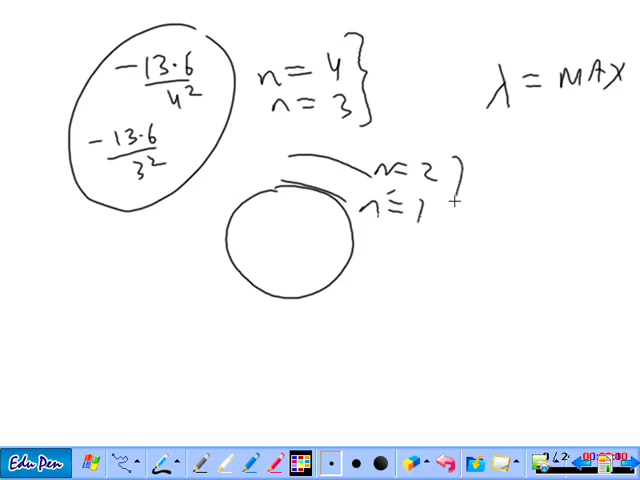 -13.6
4²
-13.6
3²
n = 4
n = 3
λ = MAX
n = 2
n = 1
Edu Pen